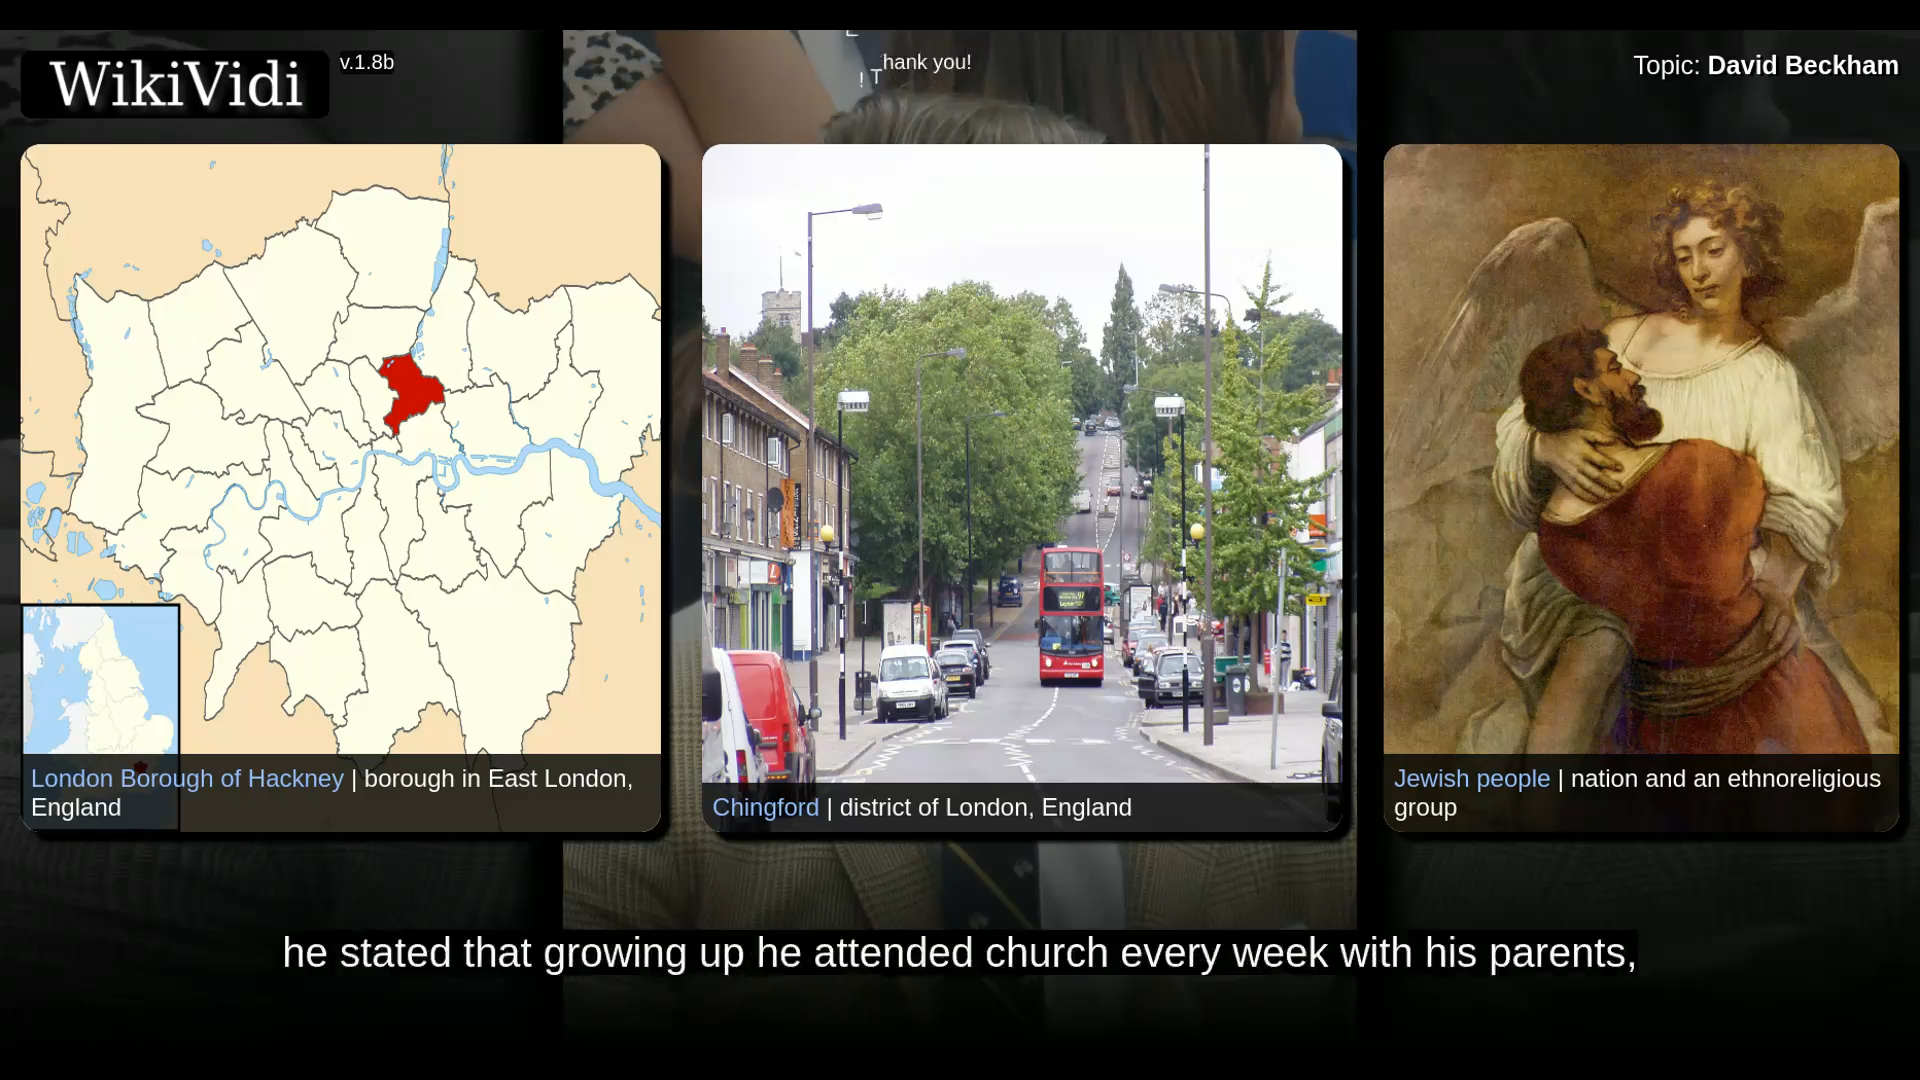 WikiVidi
v.1.8b
! T hank you!
Topic: David Beckham
London Borough of Hackney | borough in East London,
England
Chingford | district of London, England
Jewish people | nation and an ethnoreligious
group
97
he stated that growing up he attended church every week with his parents,